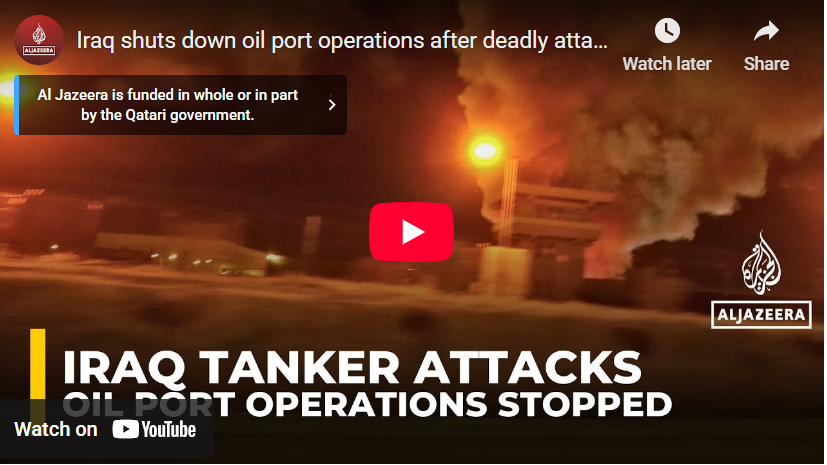 ALJAZEERA
Iraq shuts down oil port operations after deadly atta...
Watch later
Share
Al Jazeera is funded in whole or in part
by the Qatari government.
الجزيرة
ALJAZEERA
IRAQ TANKER ATTACKS
OIL PORT OPERATIONS STOPPED
Watch on YouTube